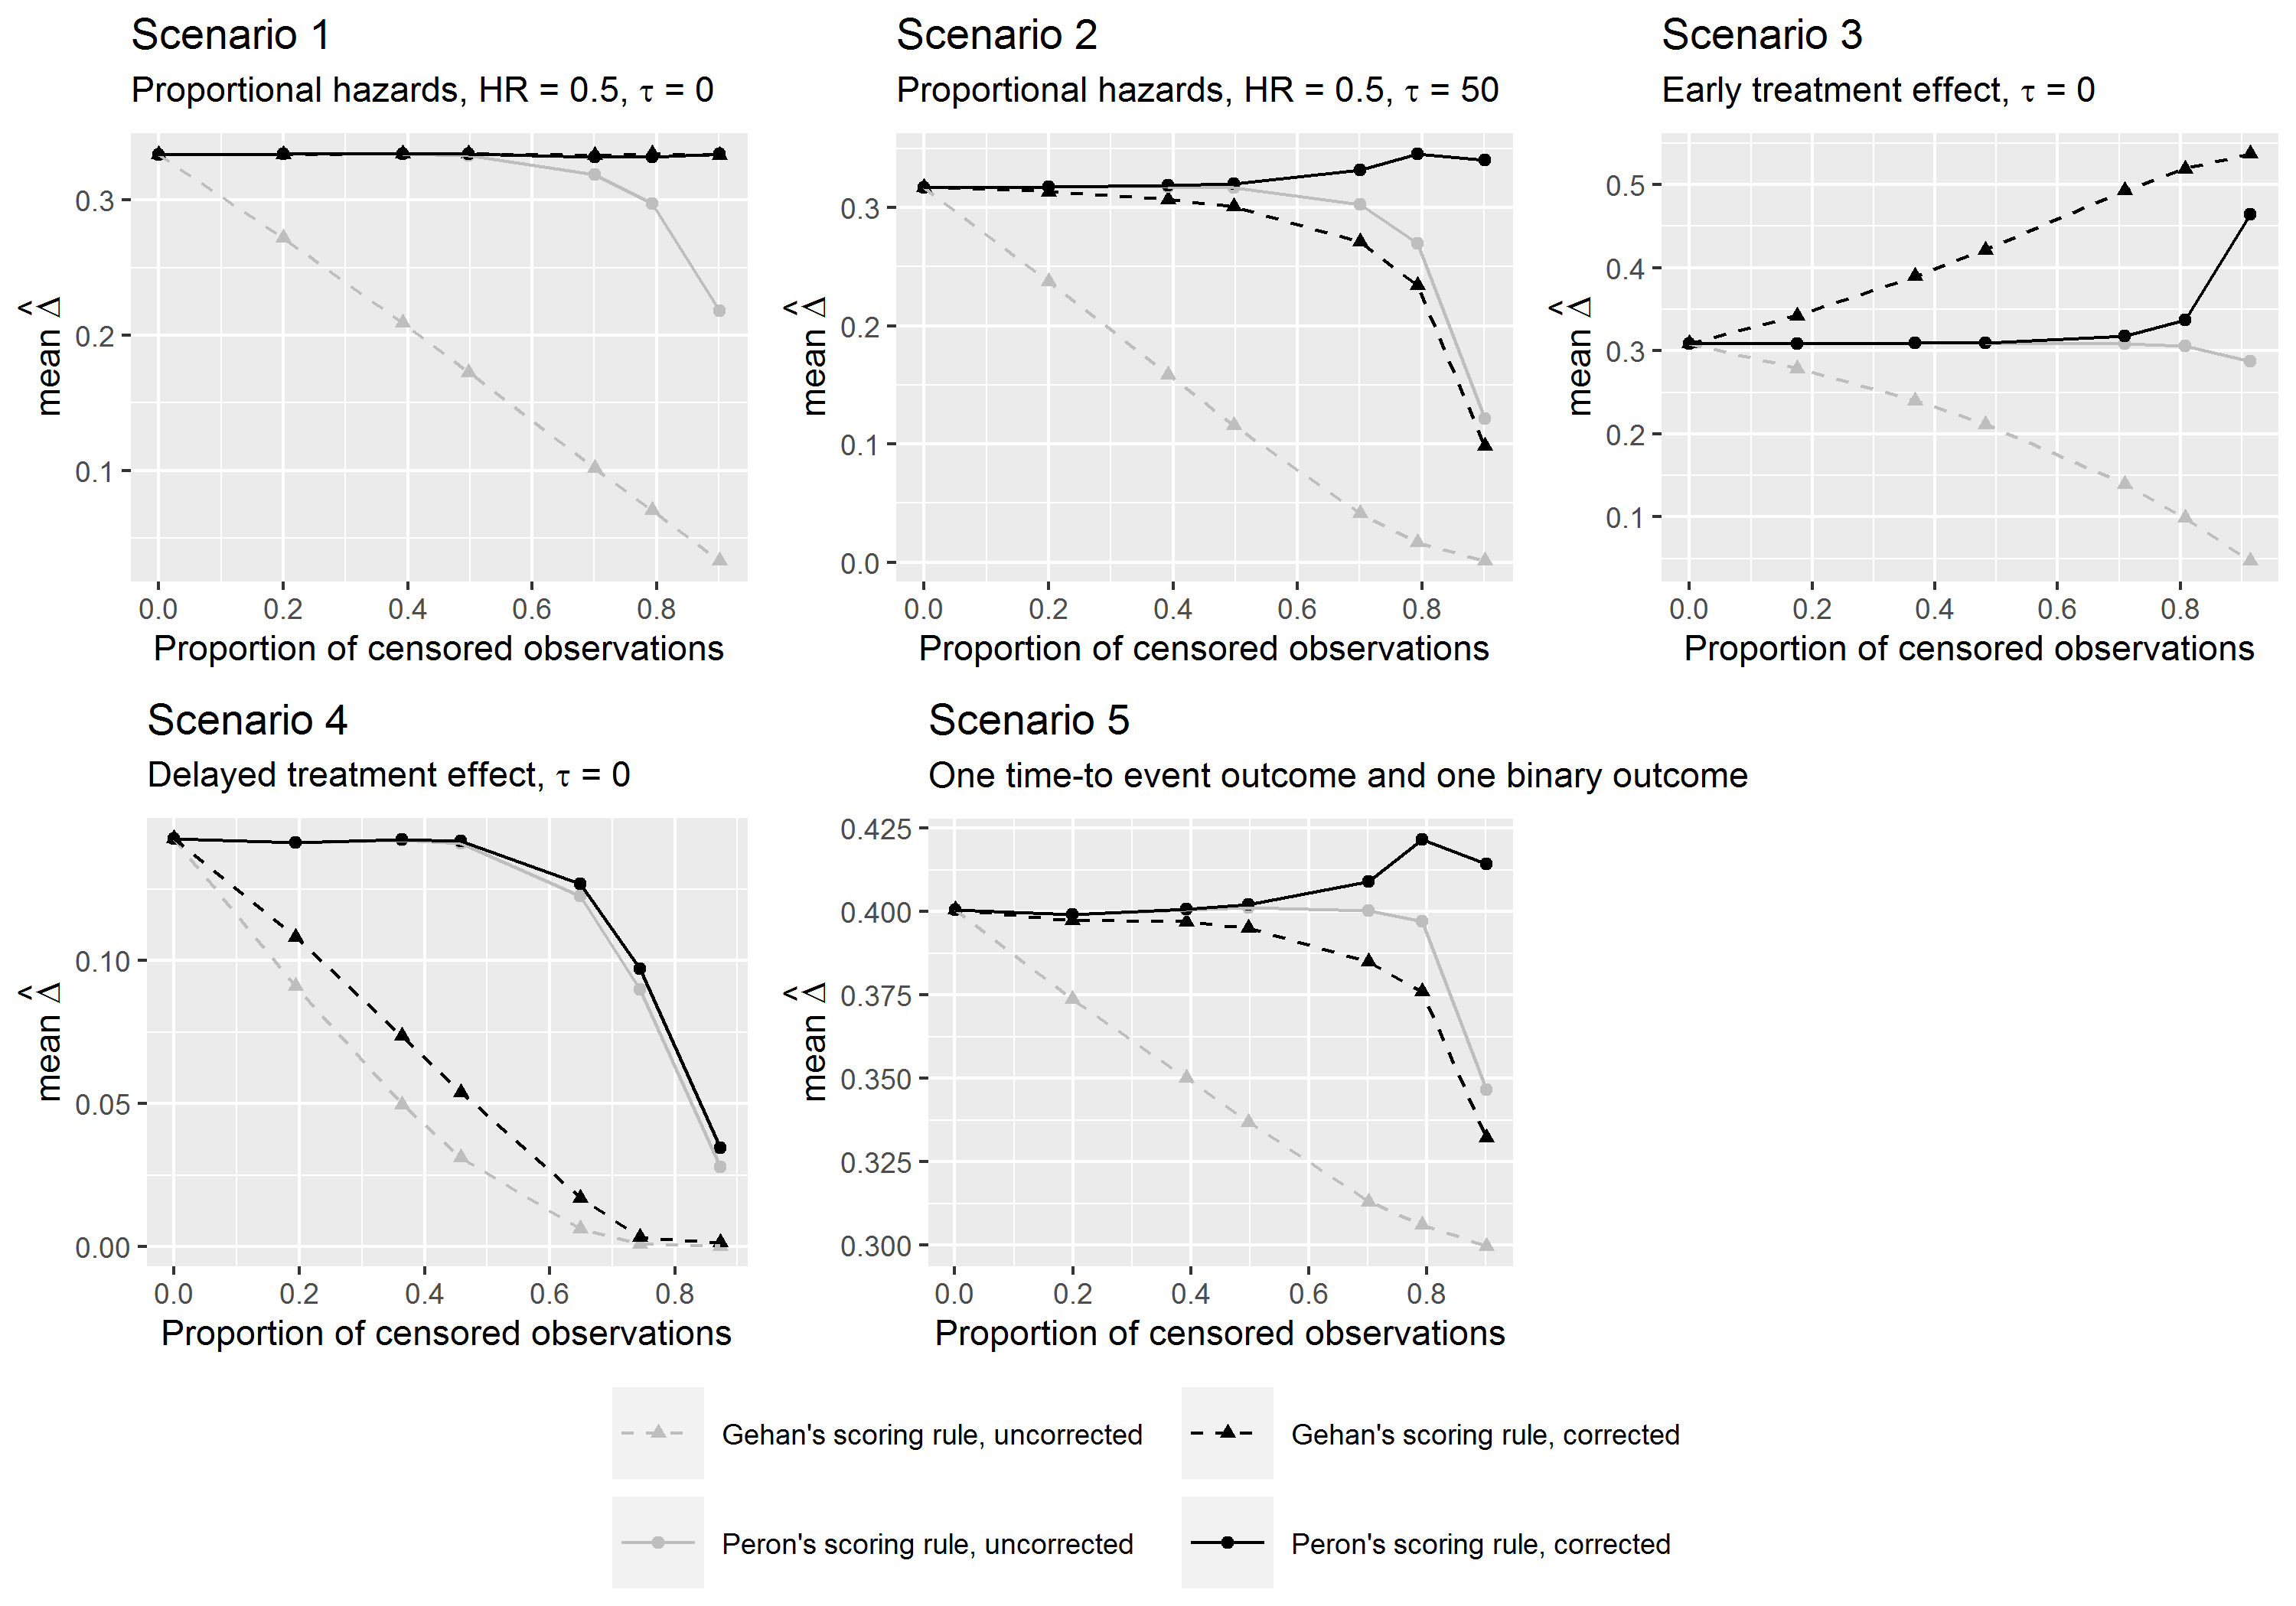 Scenario 1
Proportional hazards, HR = 0.5, τ = 0
mean Δ̂
0.3
0.2
0.1
0.0 0.2 0.4 0.6 0.8
Proportion of censored observations
Scenario 2
Proportional hazards, HR = 0.5, τ = 50
mean Δ̂
0.3
0.2
0.1
0.0
0.0 0.2 0.4 0.6 0.8
Proportion of censored observations
Scenario 3
Early treatment effect, τ = 0
mean Δ̂
0.5
0.4
0.3
0.2
0.1
0.0 0.2 0.4 0.6 0.8
Proportion of censored observations
Scenario 4
Delayed treatment effect, τ = 0
mean Δ̂
0.10
0.05
0.00
0.0 0.2 0.4 0.6 0.8
Proportion of censored observations
Scenario 5
One time-to event outcome and one binary outcome
mean Δ̂
0.425
0.400
0.375
0.350
0.325
0.300
0.0 0.2 0.4 0.6 0.8
Proportion of censored observations
Gehan's scoring rule, uncorrected
Gehan's scoring rule, corrected
Peron's scoring rule, uncorrected
Peron's scoring rule, corrected